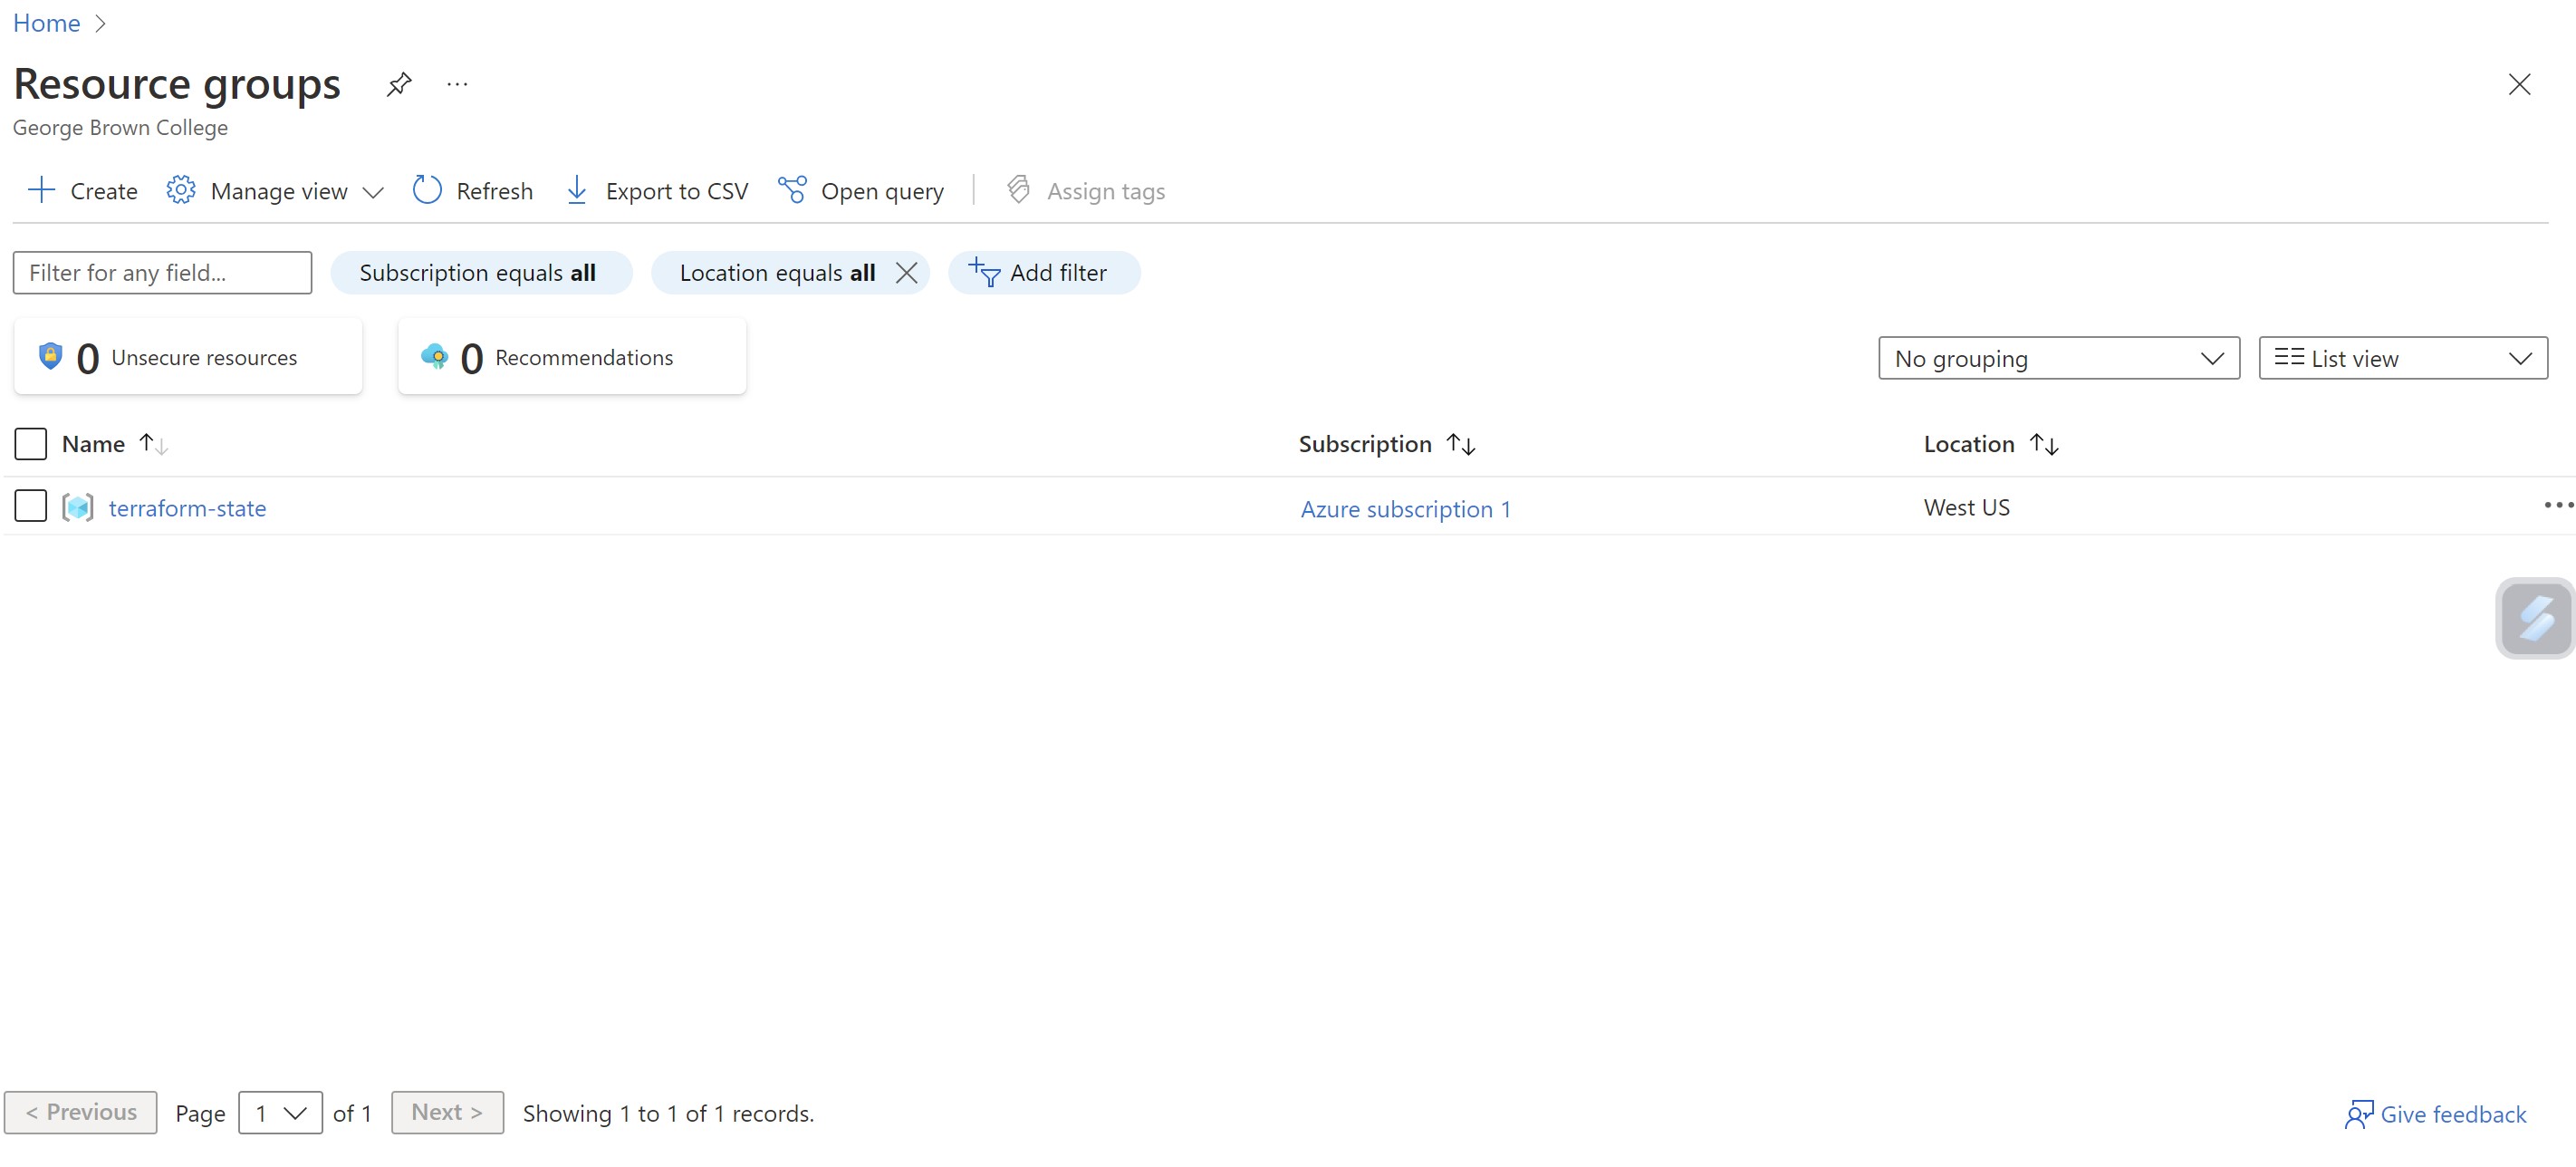 Home
Resource groups
George Brown College
Create Manage view Refresh Export to CSV Open query Assign tags
Filter for any field... Subscription equals all Location equals all Add filter
0 Unsecure resources 0 Recommendations No grouping List view
Name Subscription Location
terraform-state Azure subscription 1 West US
< Previous Page 1 of 1 Next > Showing 1 to 1 of 1 records. Give feedback